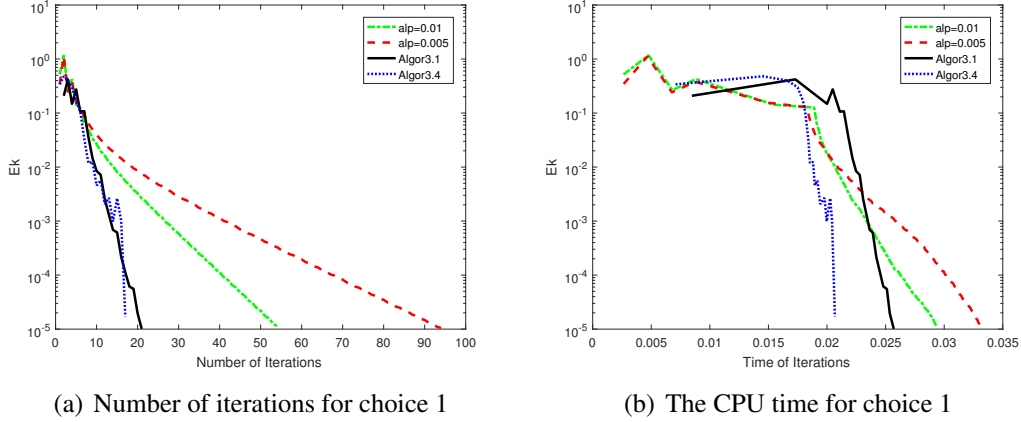 alp=0.01
alp=0.005
Algor3.1
Algor3.4
10^1
10^0
10^-1
10^-2
10^-3
10^-4
10^-5
Ek
0 10 20 30 40 50 60 70 80 90 100
Number of Iterations
(a) Number of iterations for choice 1
alp=0.01
alp=0.005
Algor3.1
Algor3.4
10^1
10^0
10^-1
10^-2
10^-3
10^-4
10^-5
Ek
0 0.005 0.01 0.015 0.02 0.025 0.03 0.035
Time of Iterations
(b) The CPU time for choice 1